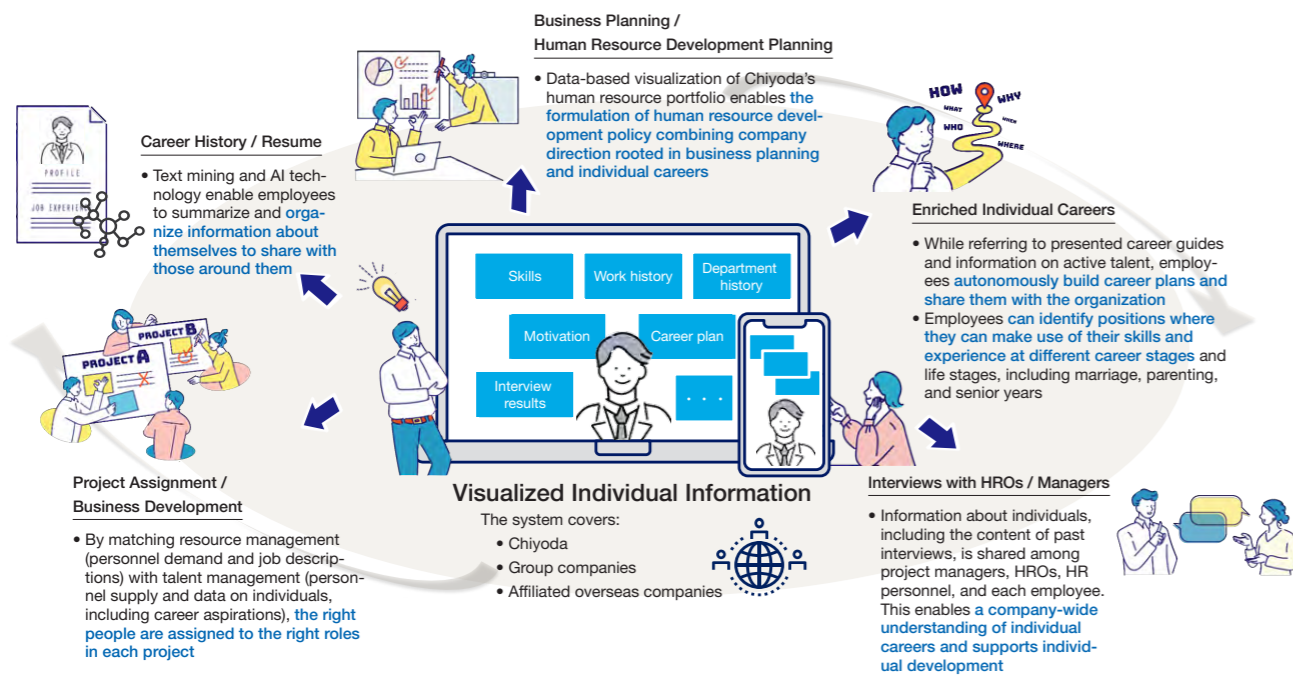 Business Planning /
Human Resource Development Planning
• Data-based visualization of Chiyoda's
human resource portfolio enables the
formulation of human resource devel-
opment policy combining company
direction rooted in business planning
and individual careers
PROFILE
JOB EXPERIENC
Career History / Resume
• Text mining and AI tech-
nology enable employees
to summarize and orga-
nize information about
themselves to share with
those around them
HOW
WHAT
WHO
WHY
WHEN
WHERE
Enriched Individual Careers
• While referring to presented career guides
and information on active talent, employ-
ees autonomously build career plans and
share them with the organization
• Employees can identify positions where
they can make use of their skills and
experience at different career stages and
life stages, including marriage, parenting,
and senior years
Skills
Work history
Department
history
Motivation
Career plan
Interview
results
. . .
PROJECT B
PROJECT A
Project Assignment /
Business Development
• By matching resource management
(personnel demand and job descrip-
tions) with talent management (person-
nel supply and data on individuals,
including career aspirations), the right
people are assigned to the right roles
in each project
Visualized Individual Information
The system covers:
• Chiyoda
• Group companies
• Affiliated overseas companies
Interviews with HROs / Managers
• Information about individuals,
including the content of past
interviews, is shared among
project managers, HROs, HR
personnel, and each employee.
This enables a company-wide
understanding of individual
careers and supports individ-
ual development